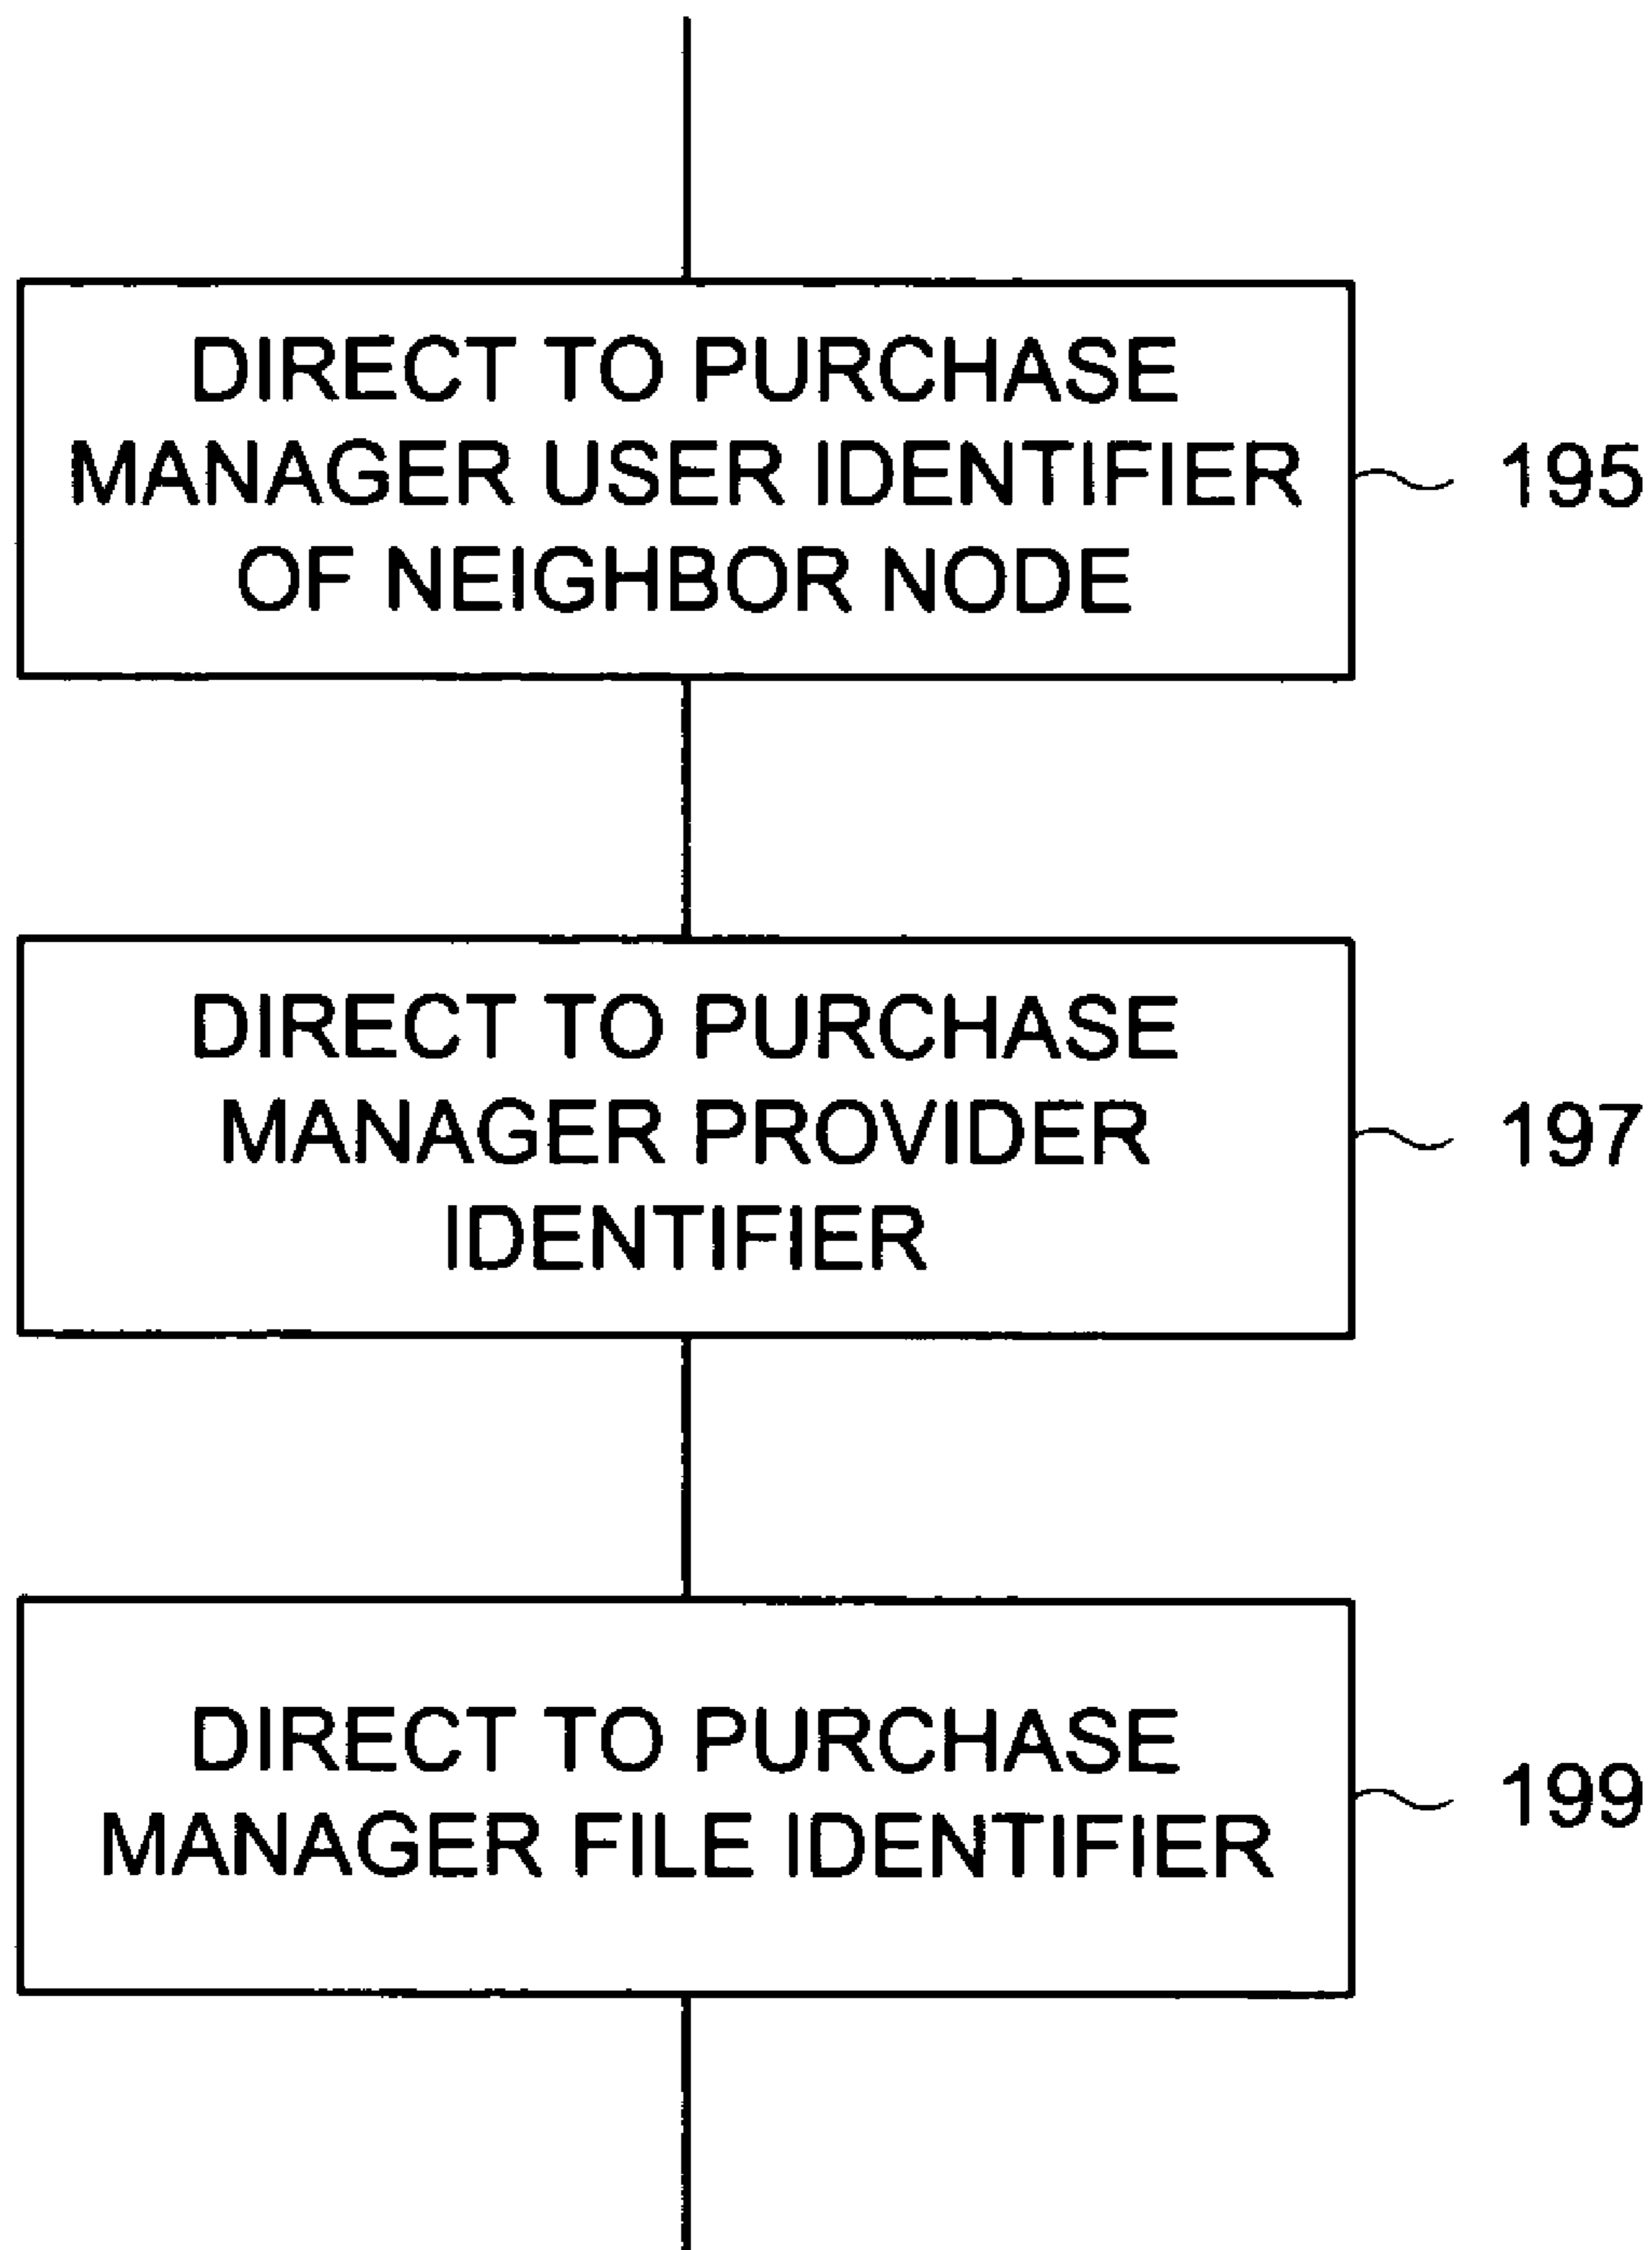 DIRECT TO PURCHASE
MANAGER USER IDENTIFIER
OF NEIGHBOR NODE
195
DIRECT TO PURCHASE
MANAGER PROVIDER
IDENTIFIER
197
DIRECT TO PURCHASE
MANAGER FILE IDENTIFIER
199